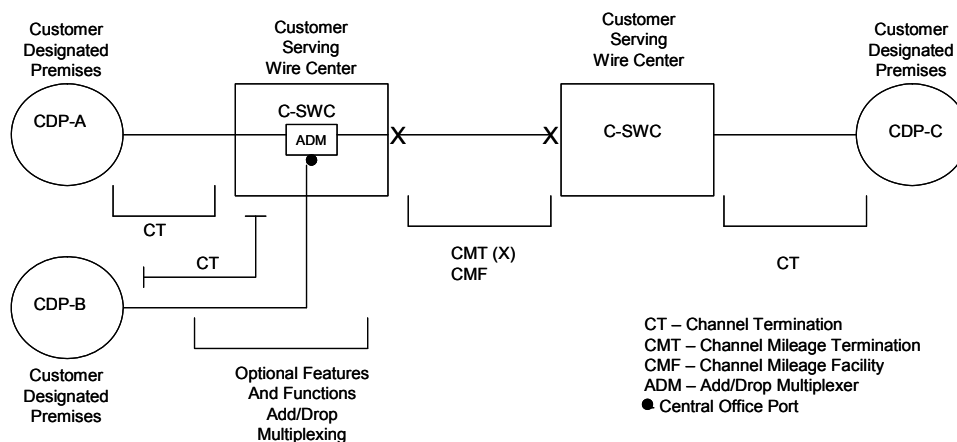 Customer
Designated
Premises
Customer
Serving
Wire Center
Customer
Serving
Wire Center
Customer
Designated
Premises
CDP-A
C-SWC
ADM
X
X
C-SWC
CDP-C
CT
CT
CMT (X)
CMF
CT
CDP-B
Customer
Designated
Premises
Optional Features
And Functions
Add/Drop
Multiplexing
CT – Channel Termination
CMT – Channel Mileage Termination
CMF – Channel Mileage Facility
ADM – Add/Drop Multiplexer
Central Office Port